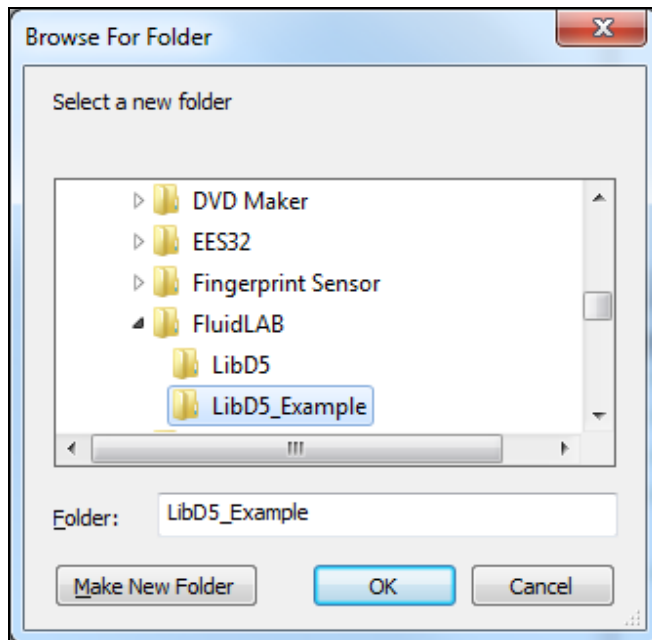 Browse For Folder
Select a new folder
DVD Maker
EES32
Fingerprint Sensor
FluidLAB
LibD5
LibD5_Example
Folder: LibD5_Example
Make New Folder OK Cancel